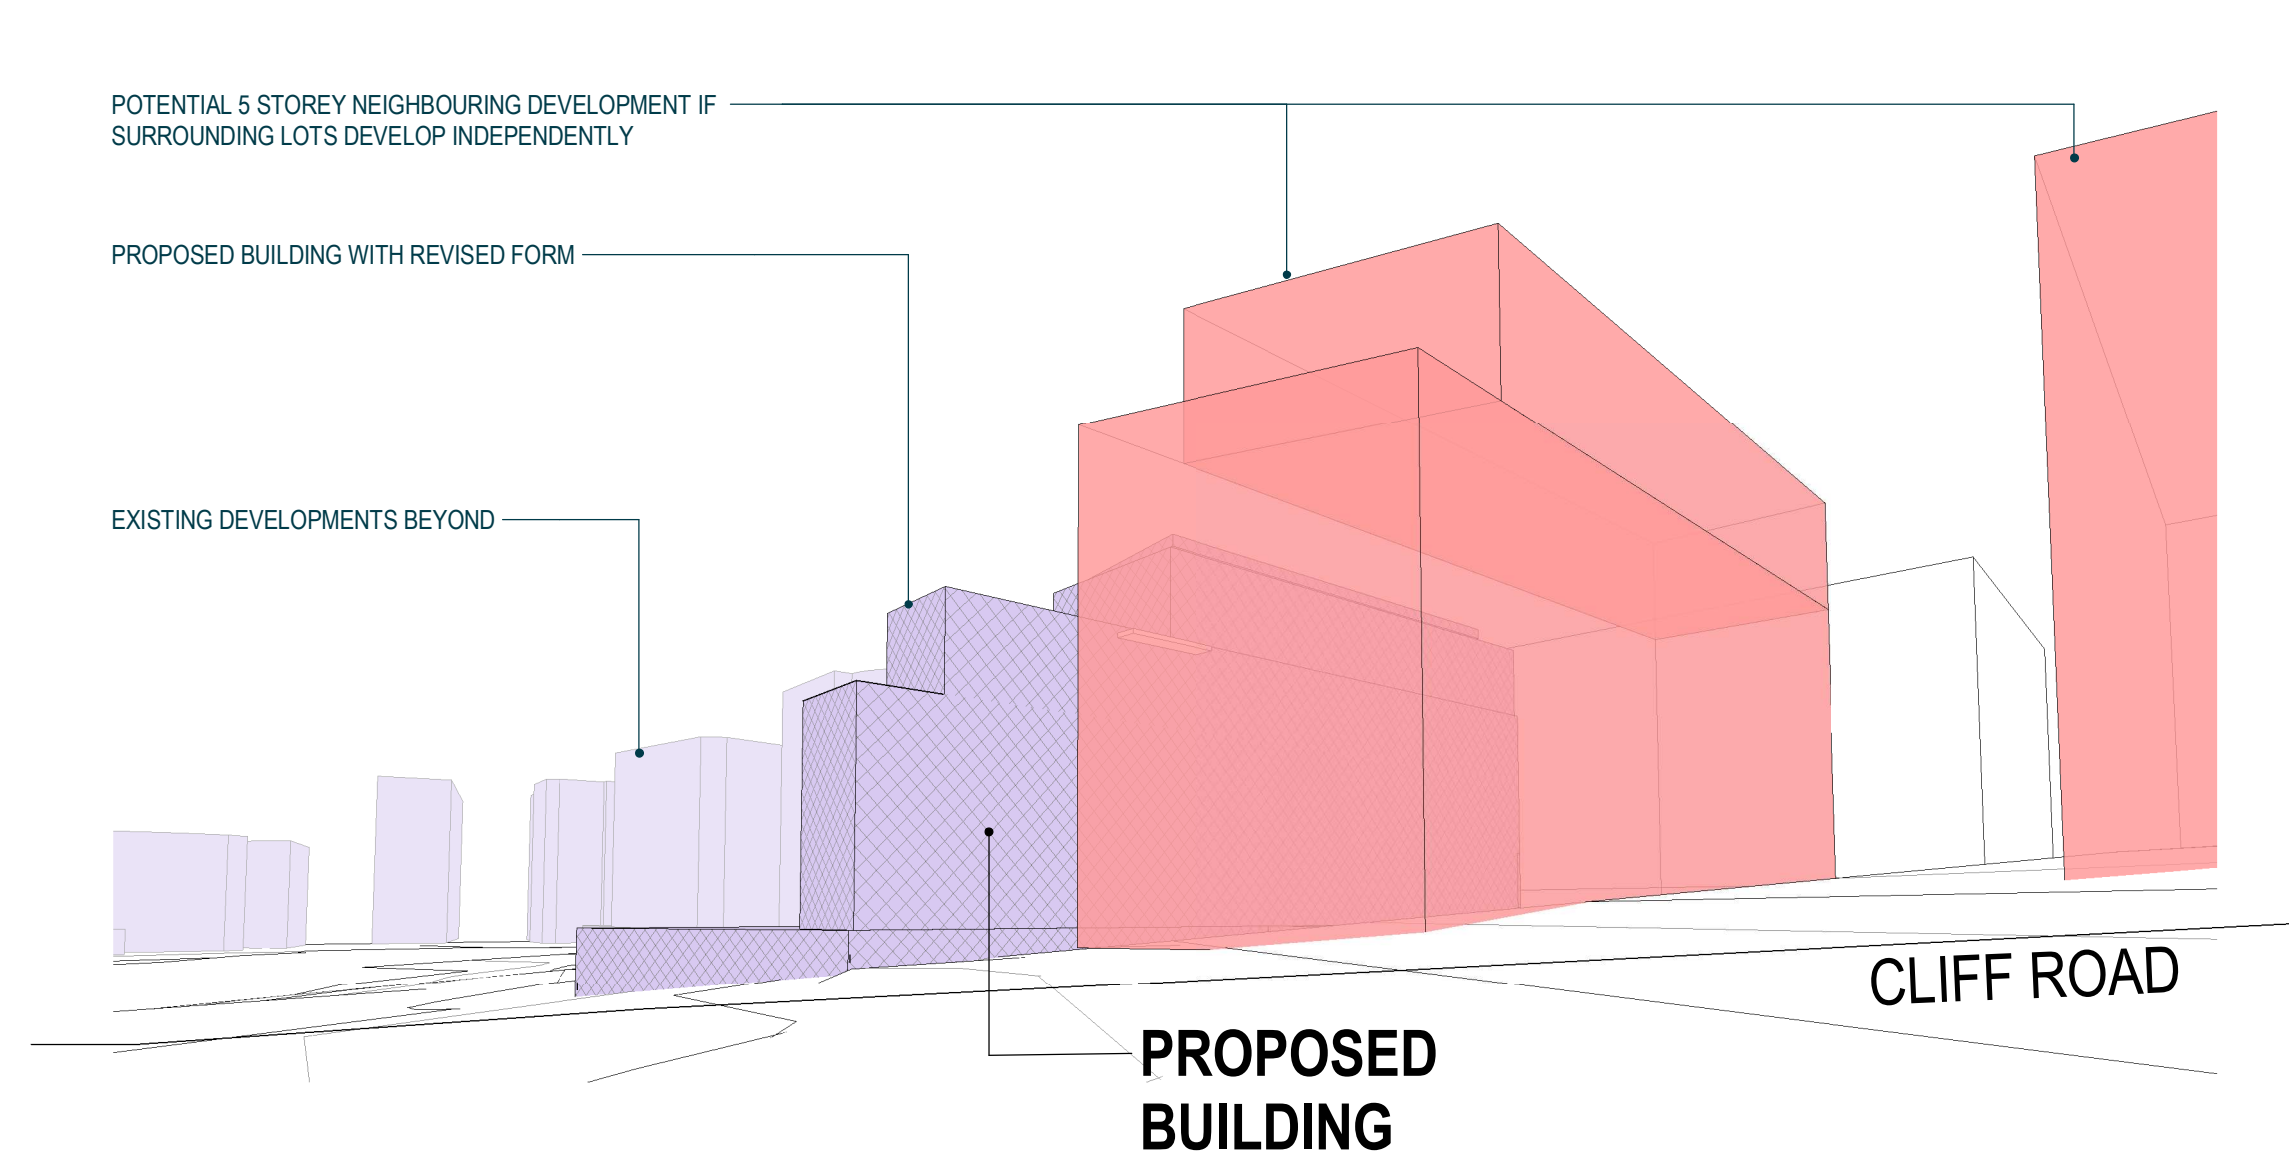 POTENTIAL 5 STOREY NEIGHBOURING DEVELOPMENT IF
SURROUNDING LOTS DEVELOP INDEPENDENTLY
PROPOSED BUILDING WITH REVISED FORM
EXISTING DEVELOPMENTS BEYOND
CLIFF ROAD
PROPOSED
BUILDING